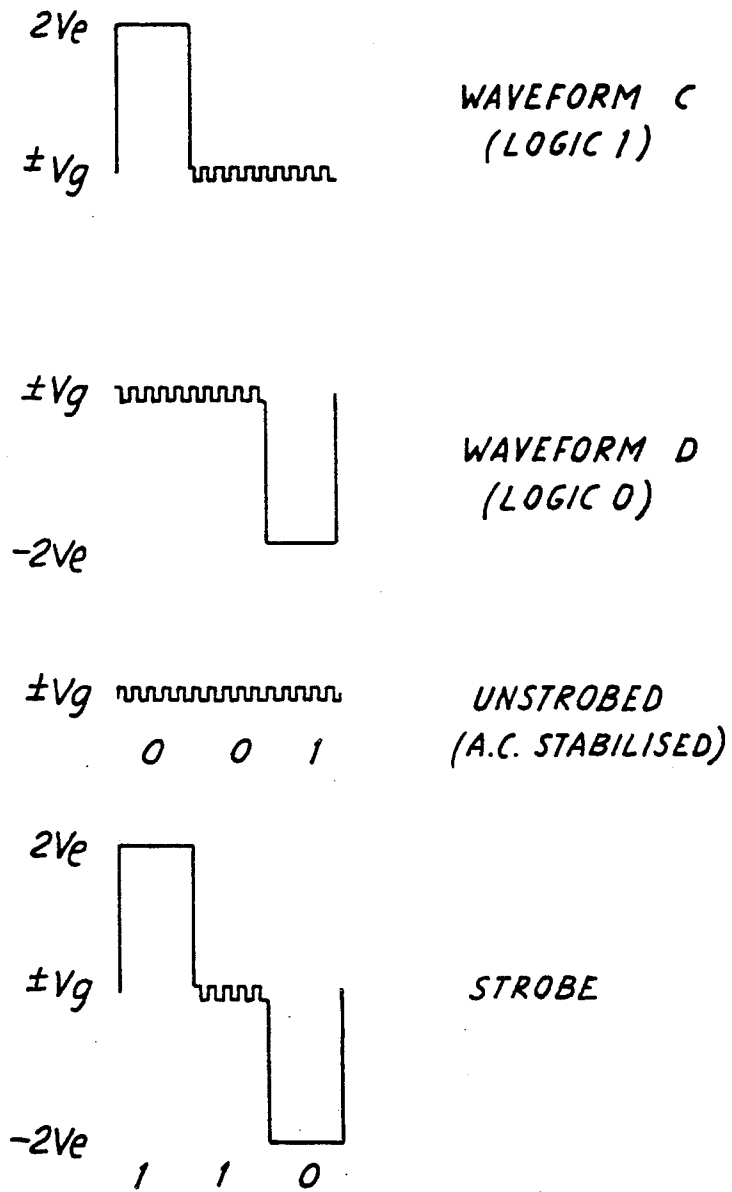 2Ve
WAVEFORM C
(LOGIC 1)
±Vg
±Vg
WAVEFORM D
(LOGIC 0)
-2Ve
±Vg
UNSTROBED
(A.C. STABILISED)
0 0 1
2Ve
±Vg
STROBE
-2Ve
1 1 0